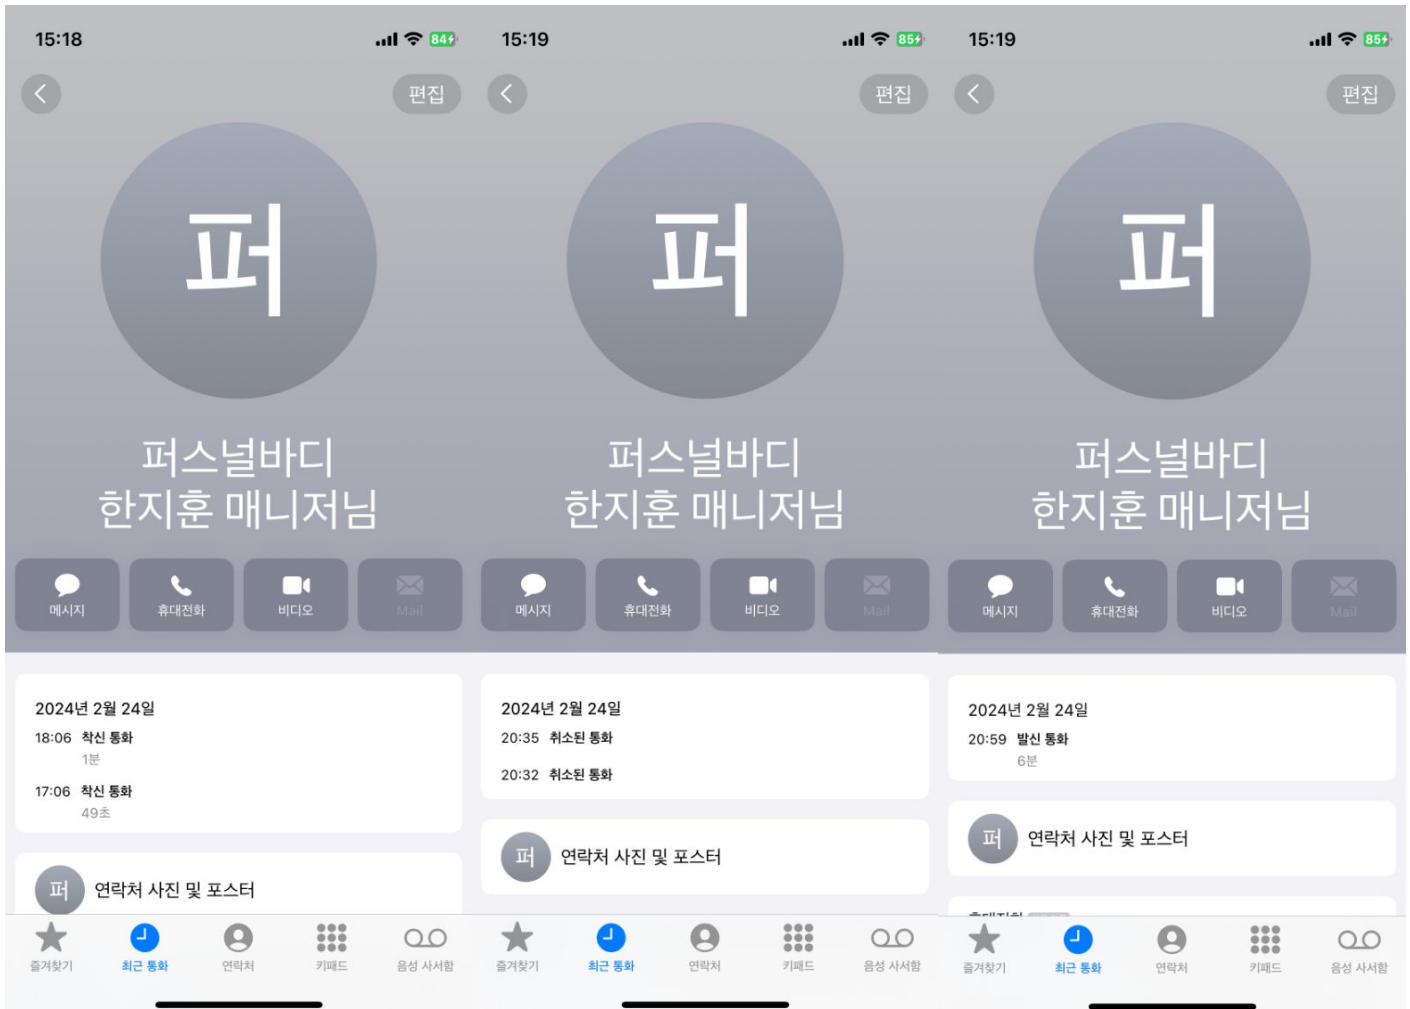 15:18
84
편집
퍼
퍼스널바디
한지훈 매니저님
메시지
휴대전화
비디오
Mail
2024년 2월 24일
18:06 착신 통화
1분
17:06 착신 통화
49초
퍼 연락처 사진 및 포스터
즐겨찾기
최근 통화
연락처
키패드
음성 사서함
15:19
85
편집
퍼
퍼스널바디
한지훈 매니저님
메시지
휴대전화
비디오
Mail
2024년 2월 24일
20:35 취소된 통화
20:32 취소된 통화
퍼 연락처 사진 및 포스터
즐겨찾기
최근 통화
연락처
키패드
음성 사서함
15:19
85
편집
퍼
퍼스널바디
한지훈 매니저님
메시지
휴대전화
비디오
Mail
2024년 2월 24일
20:59 발신 통화
6분
퍼 연락처 사진 및 포스터
즐겨찾기
최근 통화
연락처
키패드
음성 사서함